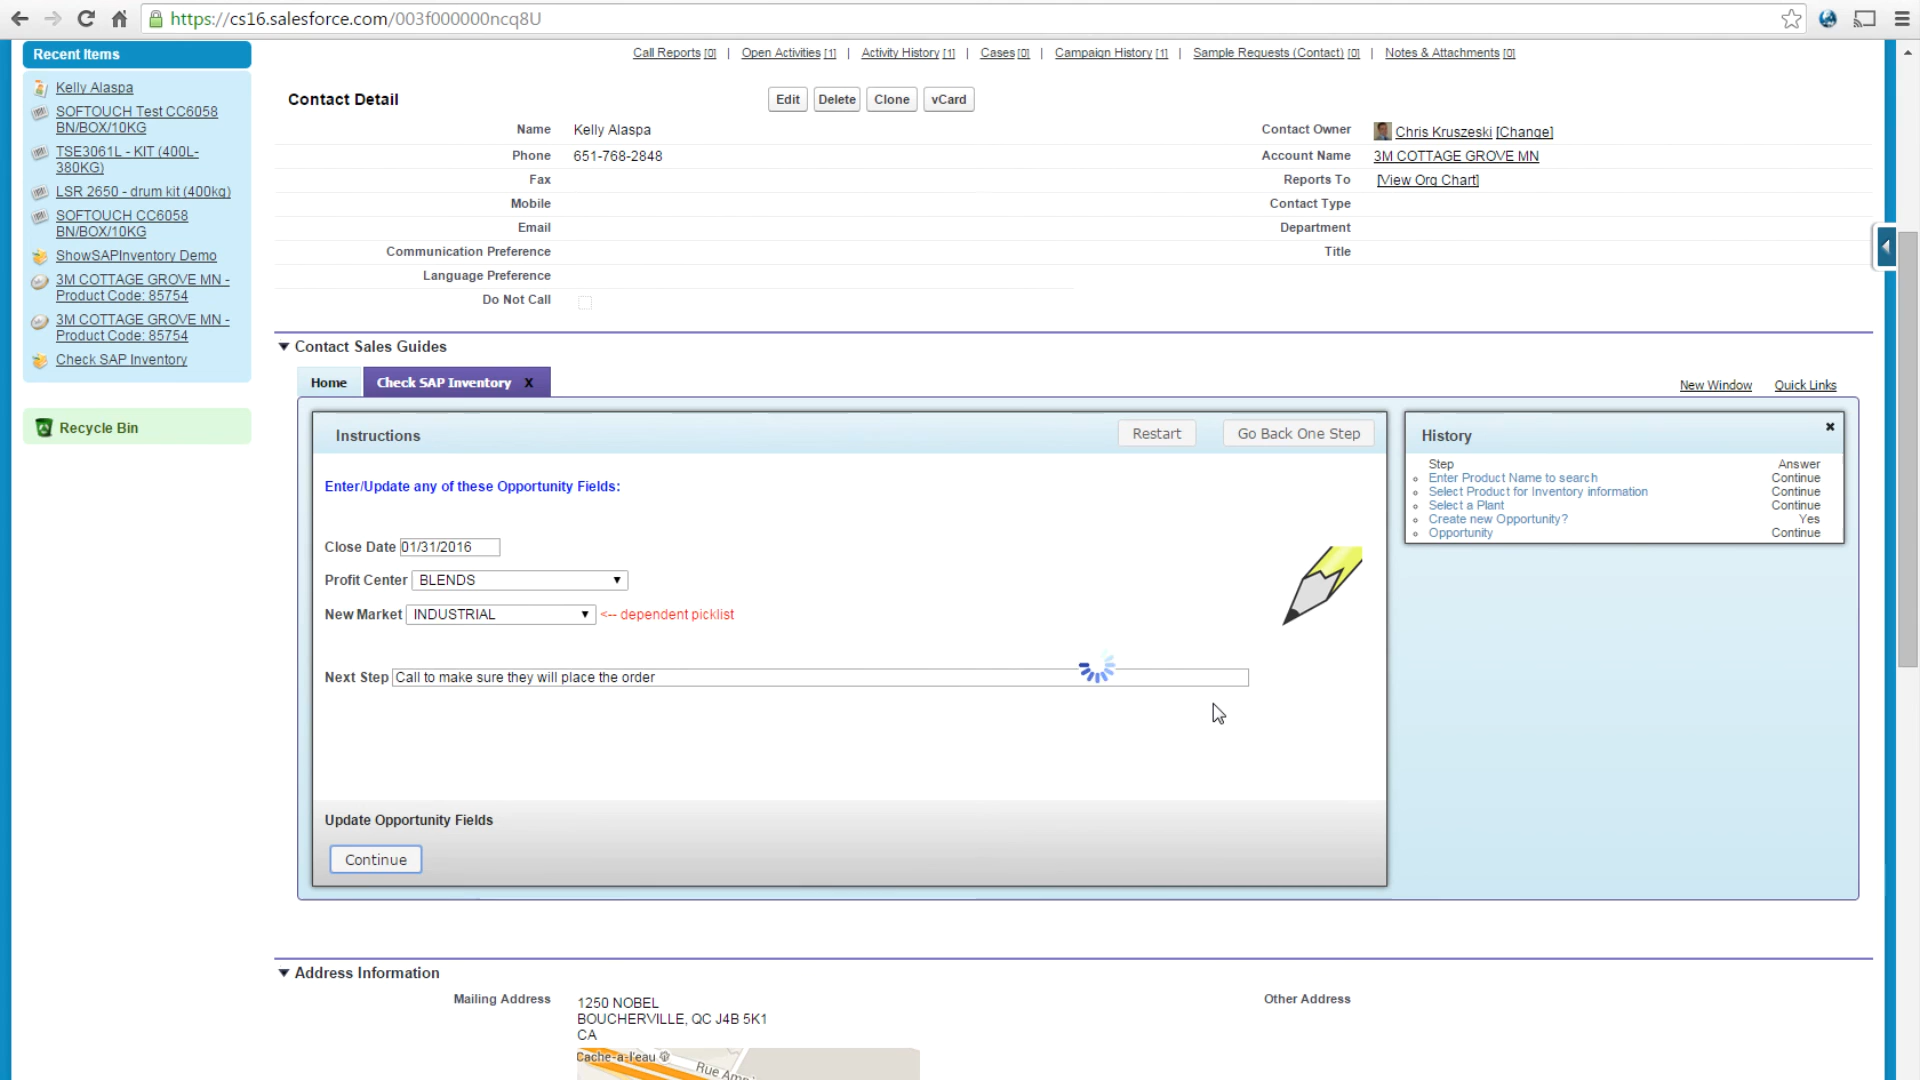 https://cs16.salesforce.com/003f000000ncq8U
Recent Items
Kelly Alaspa
SOFTOUCH Test CC6058
BN/BOX/10KG
TSE3061L - KIT (400L-
380KG)
LSR 2650 - drum kit (400kg)
SOFTOUCH CC6058
BN/BOX/10KG
ShowSAPInventory Demo
3M COTTAGE GROVE MN -
Product Code: 85754
3M COTTAGE GROVE MN -
Product Code: 85754
Check SAP Inventory
Recycle Bin
Call Reports [0] | Open Activities [1] | Activity History [1] | Cases [0] | Campaign History [1] | Sample Requests (Contact) [0] | Notes & Attachments [0]
Contact Detail Edit Delete Clone vCard
Name Kelly Alaspa Contact Owner Chris Kruszeski [Change]
Phone 651-768-2848 Account Name 3M COTTAGE GROVE MN
Fax Reports To [View Org Chart]
Mobile Contact Type
Email Department
Communication Preference Title
Language Preference
Do Not Call
Contact Sales Guides
Home Check SAP Inventory X New Window Quick Links
Instructions Restart Go Back One Step
Enter/Update any of these Opportunity Fields:
Close Date 01/31/2016
Profit Center BLENDS
New Market INDUSTRIAL <-- dependent picklist
Next Step Call to make sure they will place the order
Update Opportunity Fields
Continue
History
Step Answer
Enter Product Name to search Continue
Select Product for Inventory information Continue
Select a Plant Continue
Create new Opportunity? Yes
Opportunity Continue
Address Information
Mailing Address 1250 NOBEL Other Address
BOUCHERVILLE, QC J4B 5K1
CA
Cache-a-l'eau
Rue Am